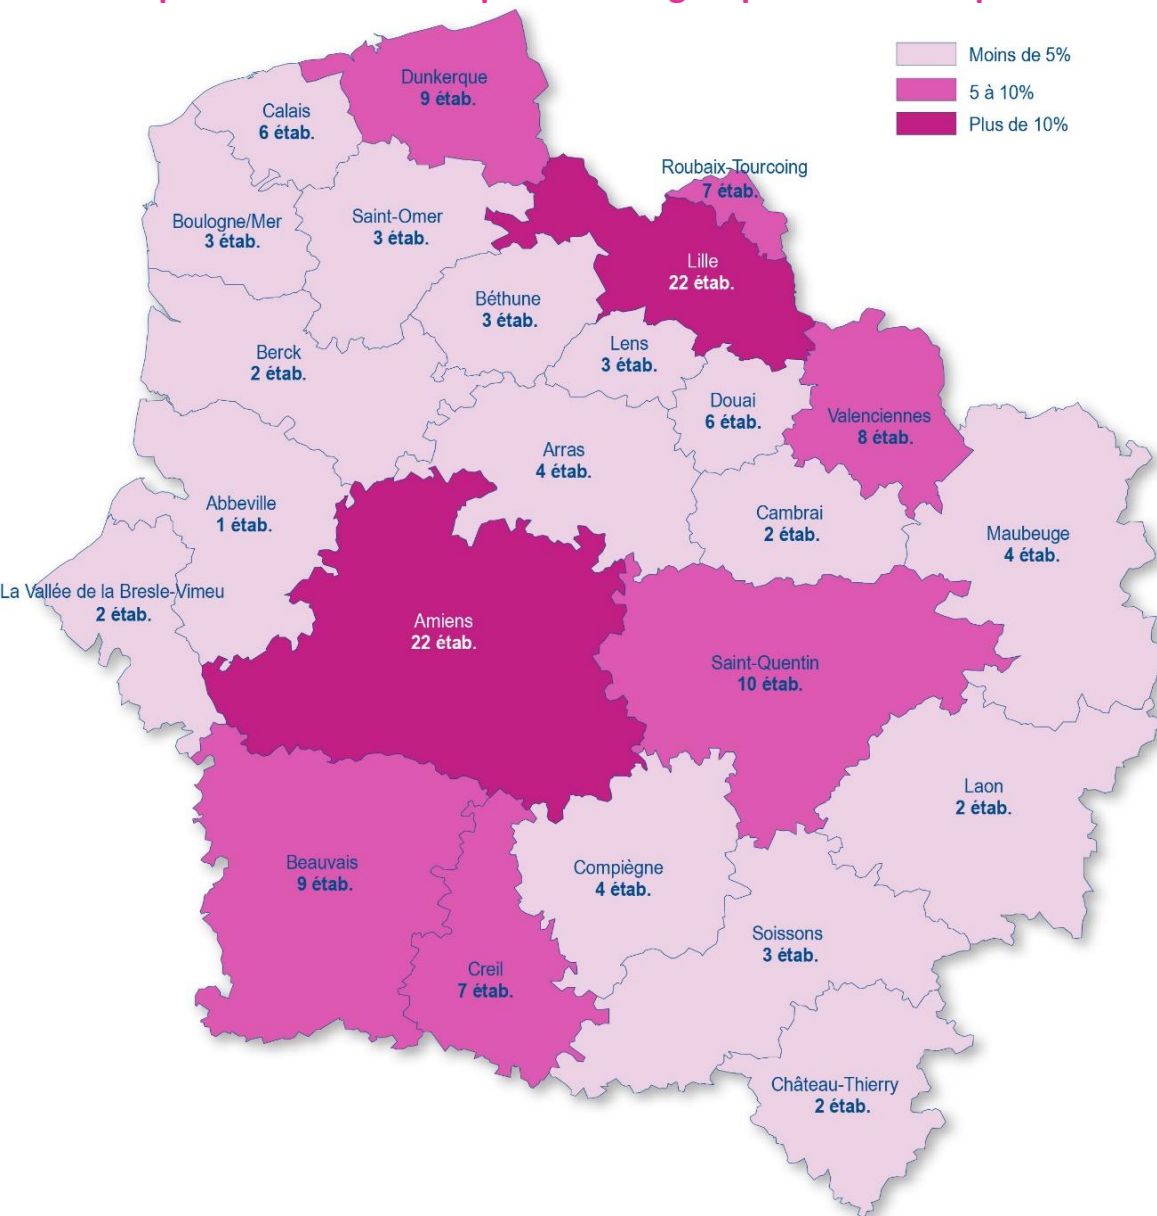 Moins de 5%
5 à 10%
Plus de 10%
Dunkerque
9 étab.
Calais
6 étab.
Roubaix-Tourcoing
7 étab.
Boulogne/Mer
3 étab.
Saint-Omer
3 étab.
Lille
22 étab.
Béthune
3 étab.
Lens
3 étab.
Berck
2 étab.
Douai
6 étab.
Valenciennes
8 étab.
Arras
4 étab.
Abbeville
1 étab.
Cambrai
2 étab.
Maubeuge
4 étab.
La Vallée de la Bresle-Vimeu
2 étab.
Amiens
22 étab.
Saint-Quentin
10 étab.
Laon
2 étab.
Beauvais
9 étab.
Compiègne
4 étab.
Soissons
3 étab.
Creil
7 étab.
Château-Thierry
2 étab.